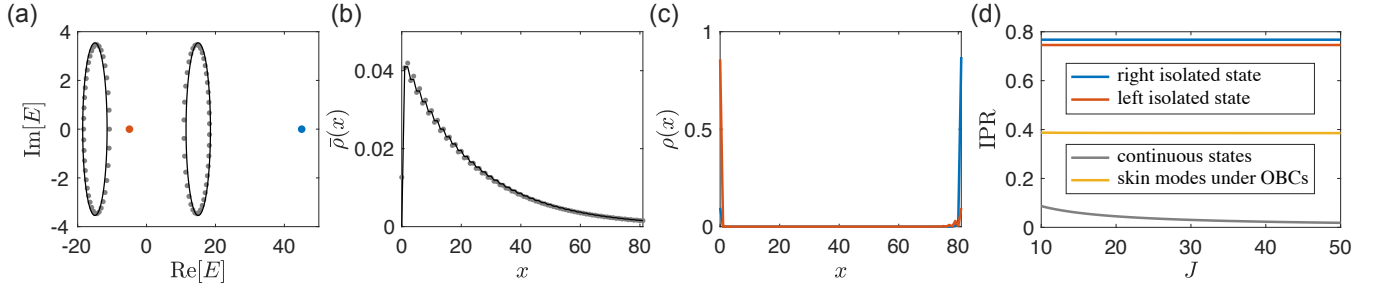 (a)
4
2
0
-2
-4
-20
0
20
40
Im[E]
Re[E]
(b)
0.04
0.02
0
0
20
40
60
80
ρ̄(x)
x
(c)
1
0.5
0
0
20
40
60
80
ρ(x)
x
(d)
0.8
0.6
0.4
0.2
0
10
20
30
40
50
IPR
J
right isolated state
left isolated state
continuous states
skin modes under OBCs